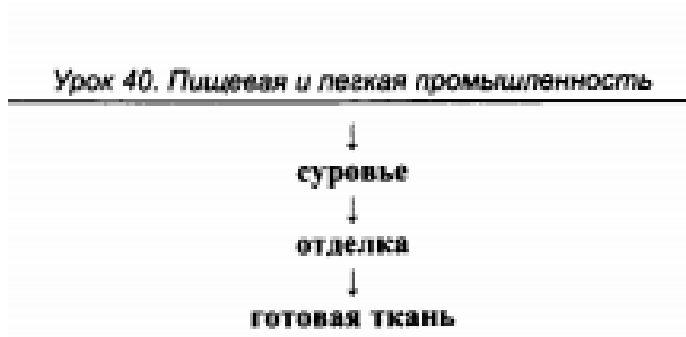 Урок 40. Пищевая и легкая промышленность
↓
суровье
↓
отделка
↓
готовая ткань